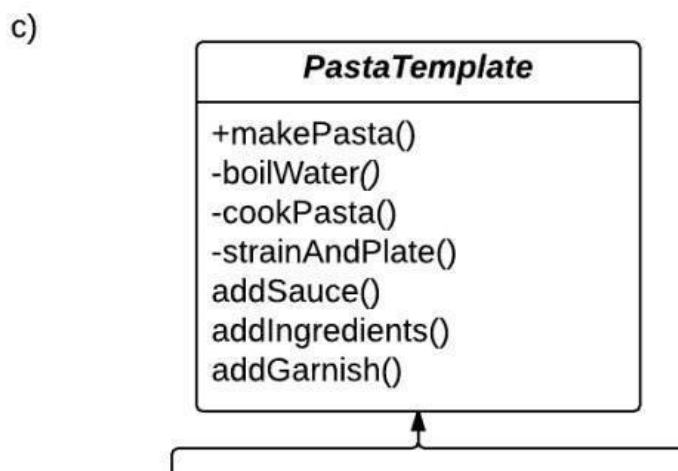 c)
PastaTemplate
+makePasta()
-boilWater()
-cookPasta()
-strainAndPlate()
addSauce()
addIngredients()
addGarnish()